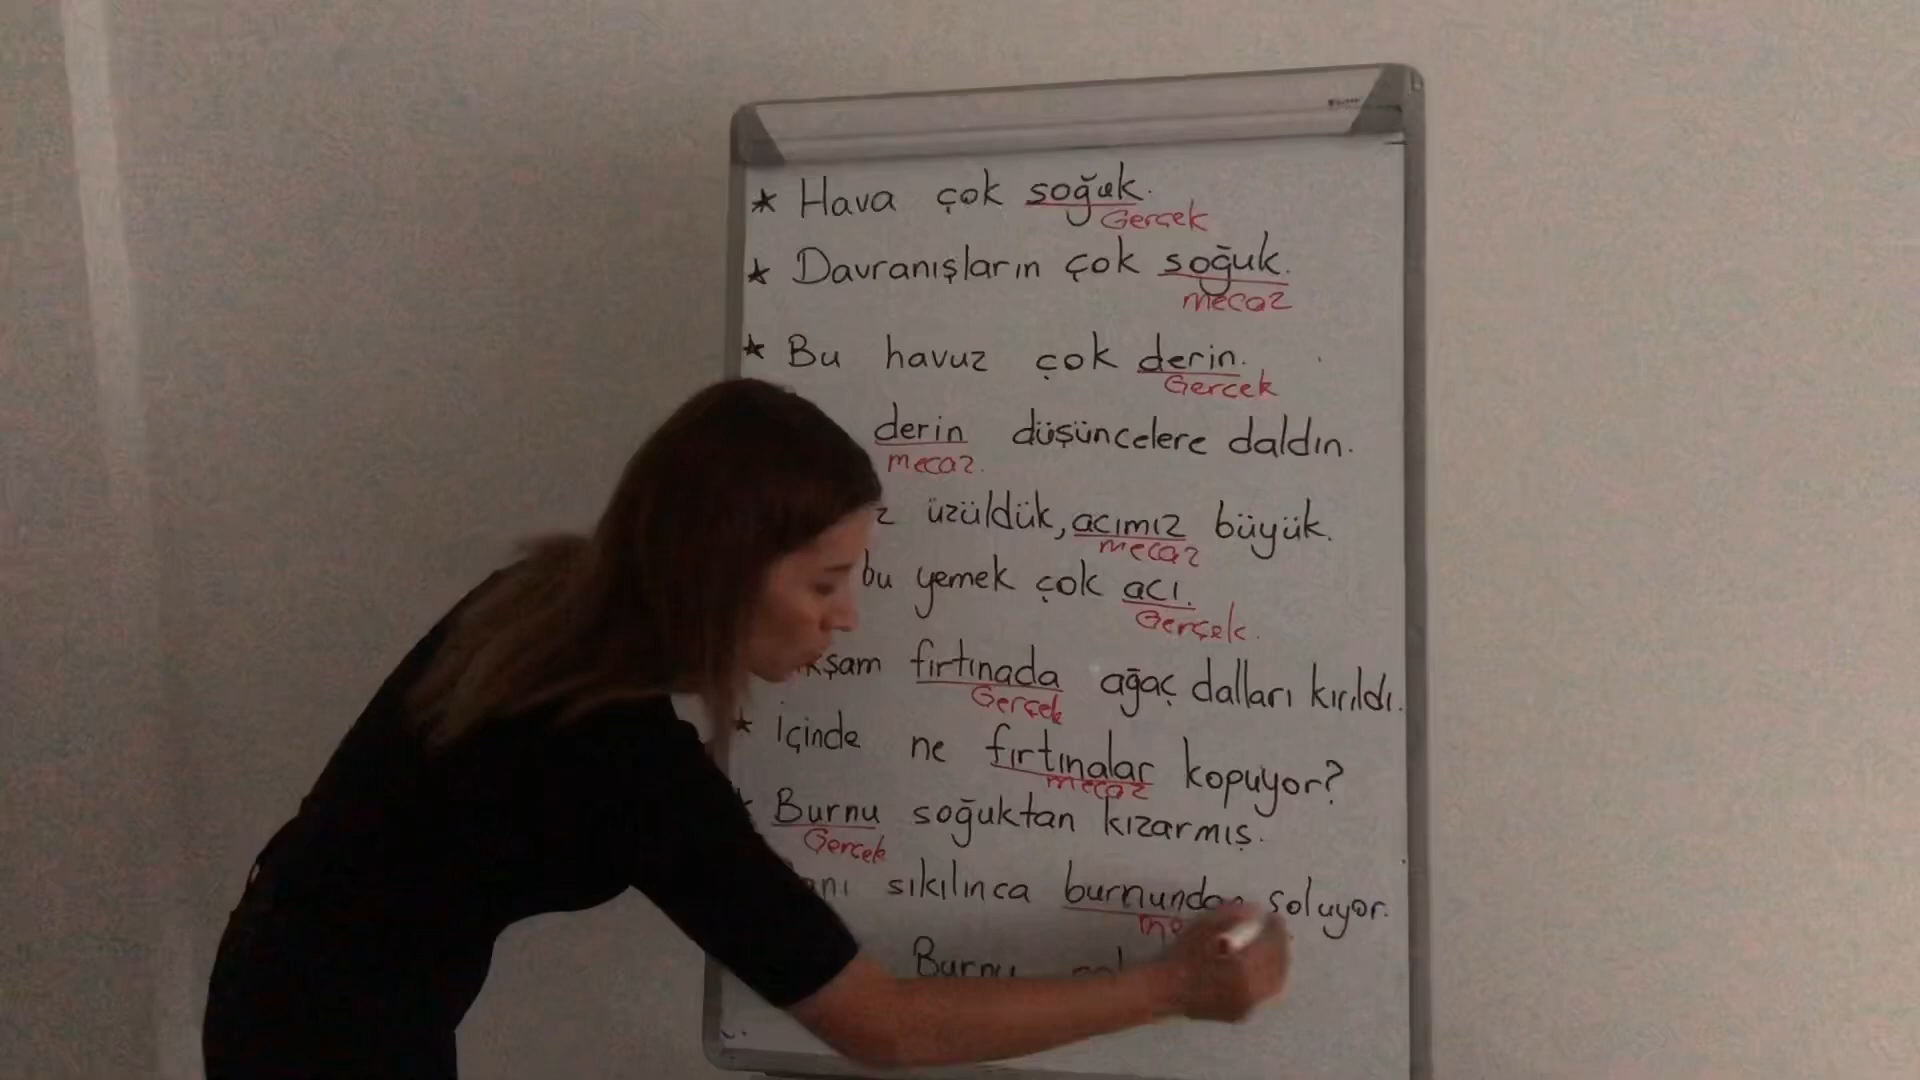 ★ Hava çok soğuk.
Gerçek
★ Davranışların çok soğuk.
mecaz
★ Bu havuz çok derin.
Gerçek
derin düşüncelere daldın.
mecaz.
üzüldük, acımız büyük.
mecaz
bu yemek çok acı.
Gerçek.
fırtınada ağaç dalları kırıldı.
Gerçek
★ İçinde ne fırtınalar kopuyor?
mecaz
★ Burnu soğuktan kızarmış.
Gerçek
sıkılınca burnundan soluyor.
Burnu